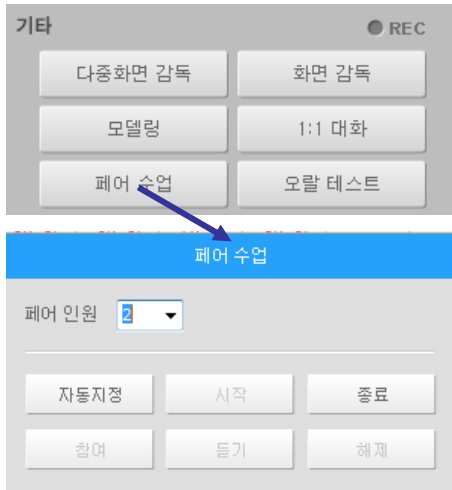 기타 REC
다중화면 감독 화면 감독
모델링 1:1 대화
페어 수업 오랄 테스트
페어 수업
페어 인원 2
자동지정 시작 종료
참여 듣기 해제